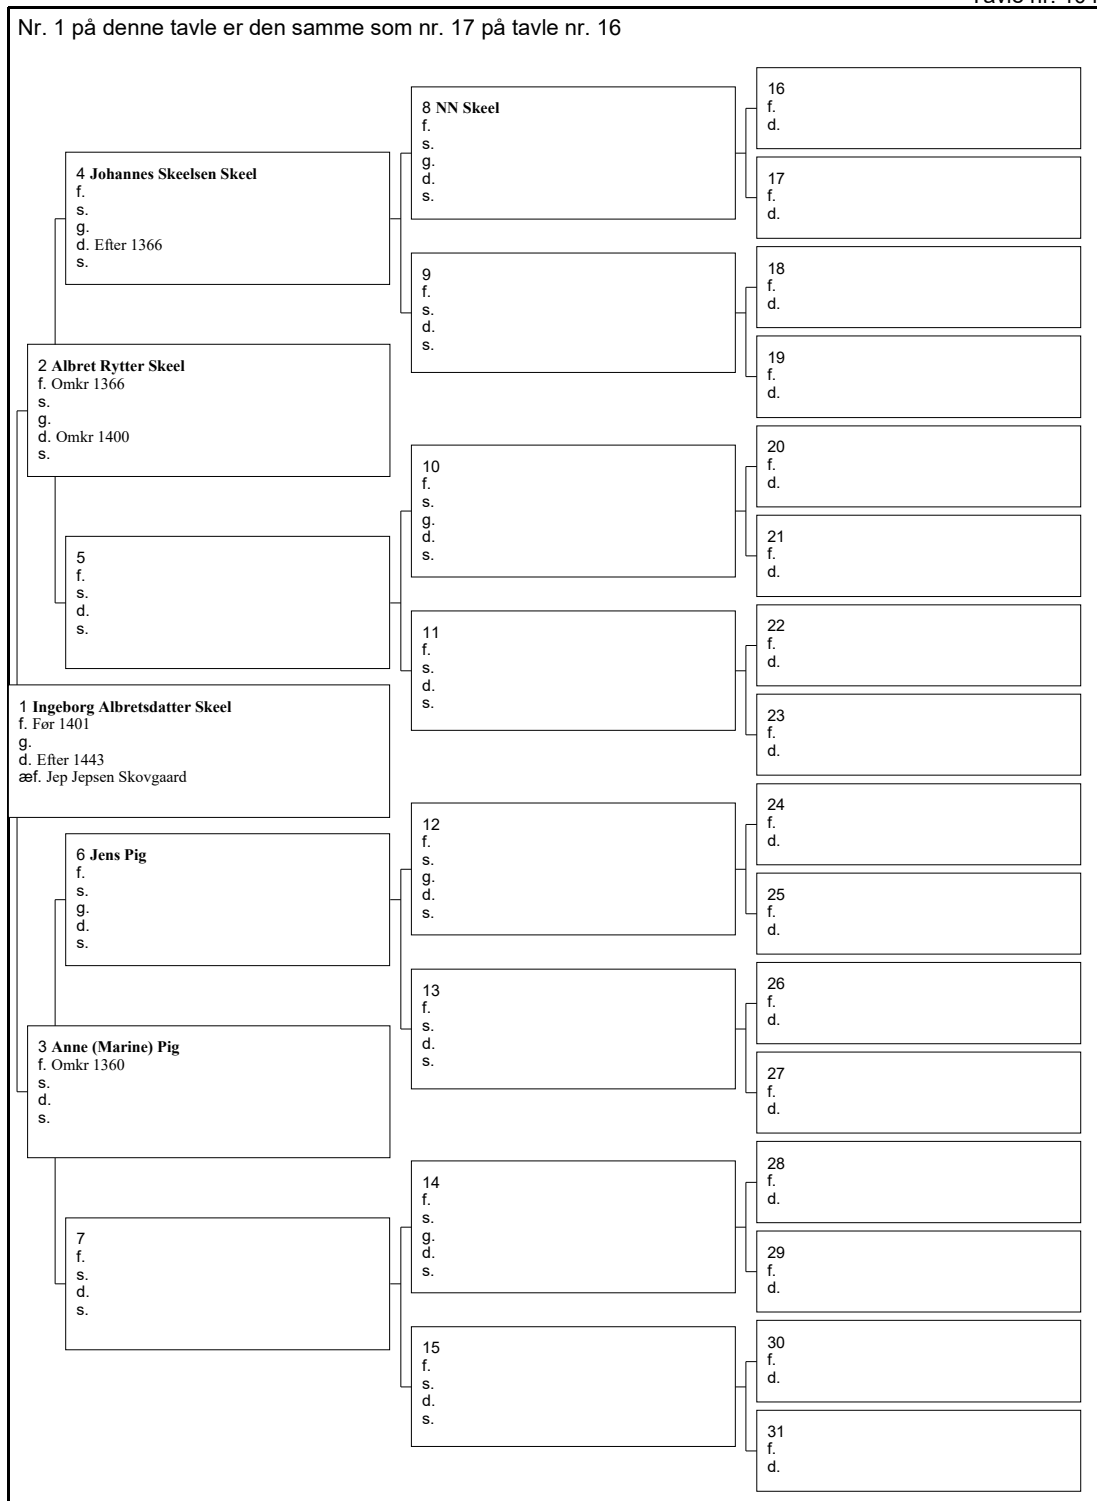 Nr. 1 på denne tavle er den samme som nr. 17 på tavle nr. 16
8 NN Skeel
f.
s.
g.
d.
s.
16
f.
d.
17
f.
d.
4 Johannes Skeelsen Skeel
f.
s.
g.
d. Efter 1366
s.
9
f.
s.
d.
s.
18
f.
d.
19
f.
d.
2 Albret Rytter Skeel
f. Omkr 1366
s.
g.
d. Omkr 1400
s.
10
f.
s.
g.
d.
s.
20
f.
d.
21
f.
d.
5
f.
s.
d.
s.
11
f.
s.
d.
s.
22
f.
d.
23
f.
d.
1 Ingeborg Albretsdatter Skeel
f. Før 1401
g.
d. Efter 1443
æf. Jep Jepsen Skovgaard
12
f.
s.
g.
d.
s.
24
f.
d.
25
f.
d.
6 Jens Pig
f.
s.
g.
d.
s.
13
f.
s.
d.
s.
26
f.
d.
27
f.
d.
3 Anne (Marine) Pig
f. Omkr 1360
s.
d.
s.
14
f.
s.
g.
d.
s.
28
f.
d.
29
f.
d.
7
f.
s.
d.
s.
15
f.
s.
d.
s.
30
f.
d.
31
f.
d.